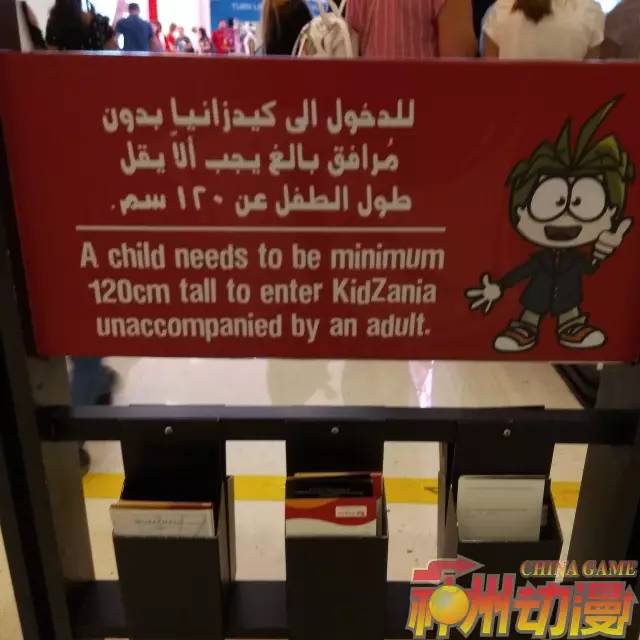 للدخول الى كيدزانيا بدون
مُرافق بالغ يجب ألاّ يقل
طول الطفل عن ١٢٠ سم.
A child needs to be minimum
120cm tall to enter KidZania
unaccompanied by an adult.
CHINA GAME
神州动漫